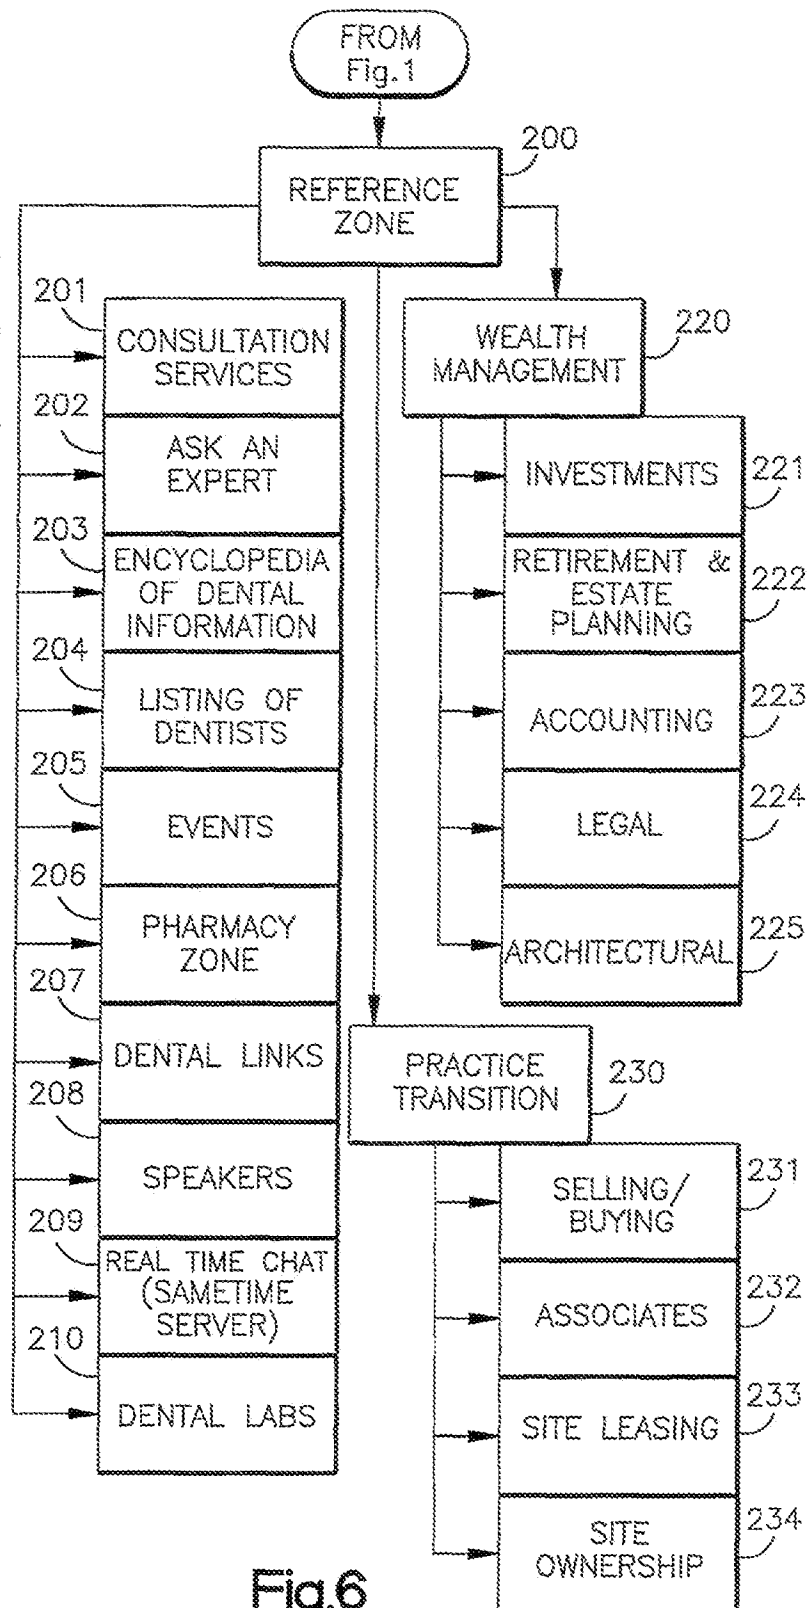 FROM
Fig.1
200
REFERENCE
ZONE
201
CONSULTATION
SERVICES
202
ASK AN
EXPERT
203
ENCYCLOPEDIA
OF DENTAL
INFORMATION
204
LISTING OF
DENTISTS
205
EVENTS
206
PHARMACY
ZONE
207
DENTAL LINKS
208
SPEAKERS
209
REAL TIME CHAT
(SAMETIME
SERVER)
210
DENTAL LABS
WEALTH
MANAGEMENT
220
INVESTMENTS
221
RETIREMENT &
ESTATE
PLANNING
222
ACCOUNTING
223
LEGAL
224
ARCHITECTURAL
225
PRACTICE
TRANSITION
230
SELLING/
BUYING
231
ASSOCIATES
232
SITE LEASING
233
SITE
OWNERSHIP
234
Fig.6